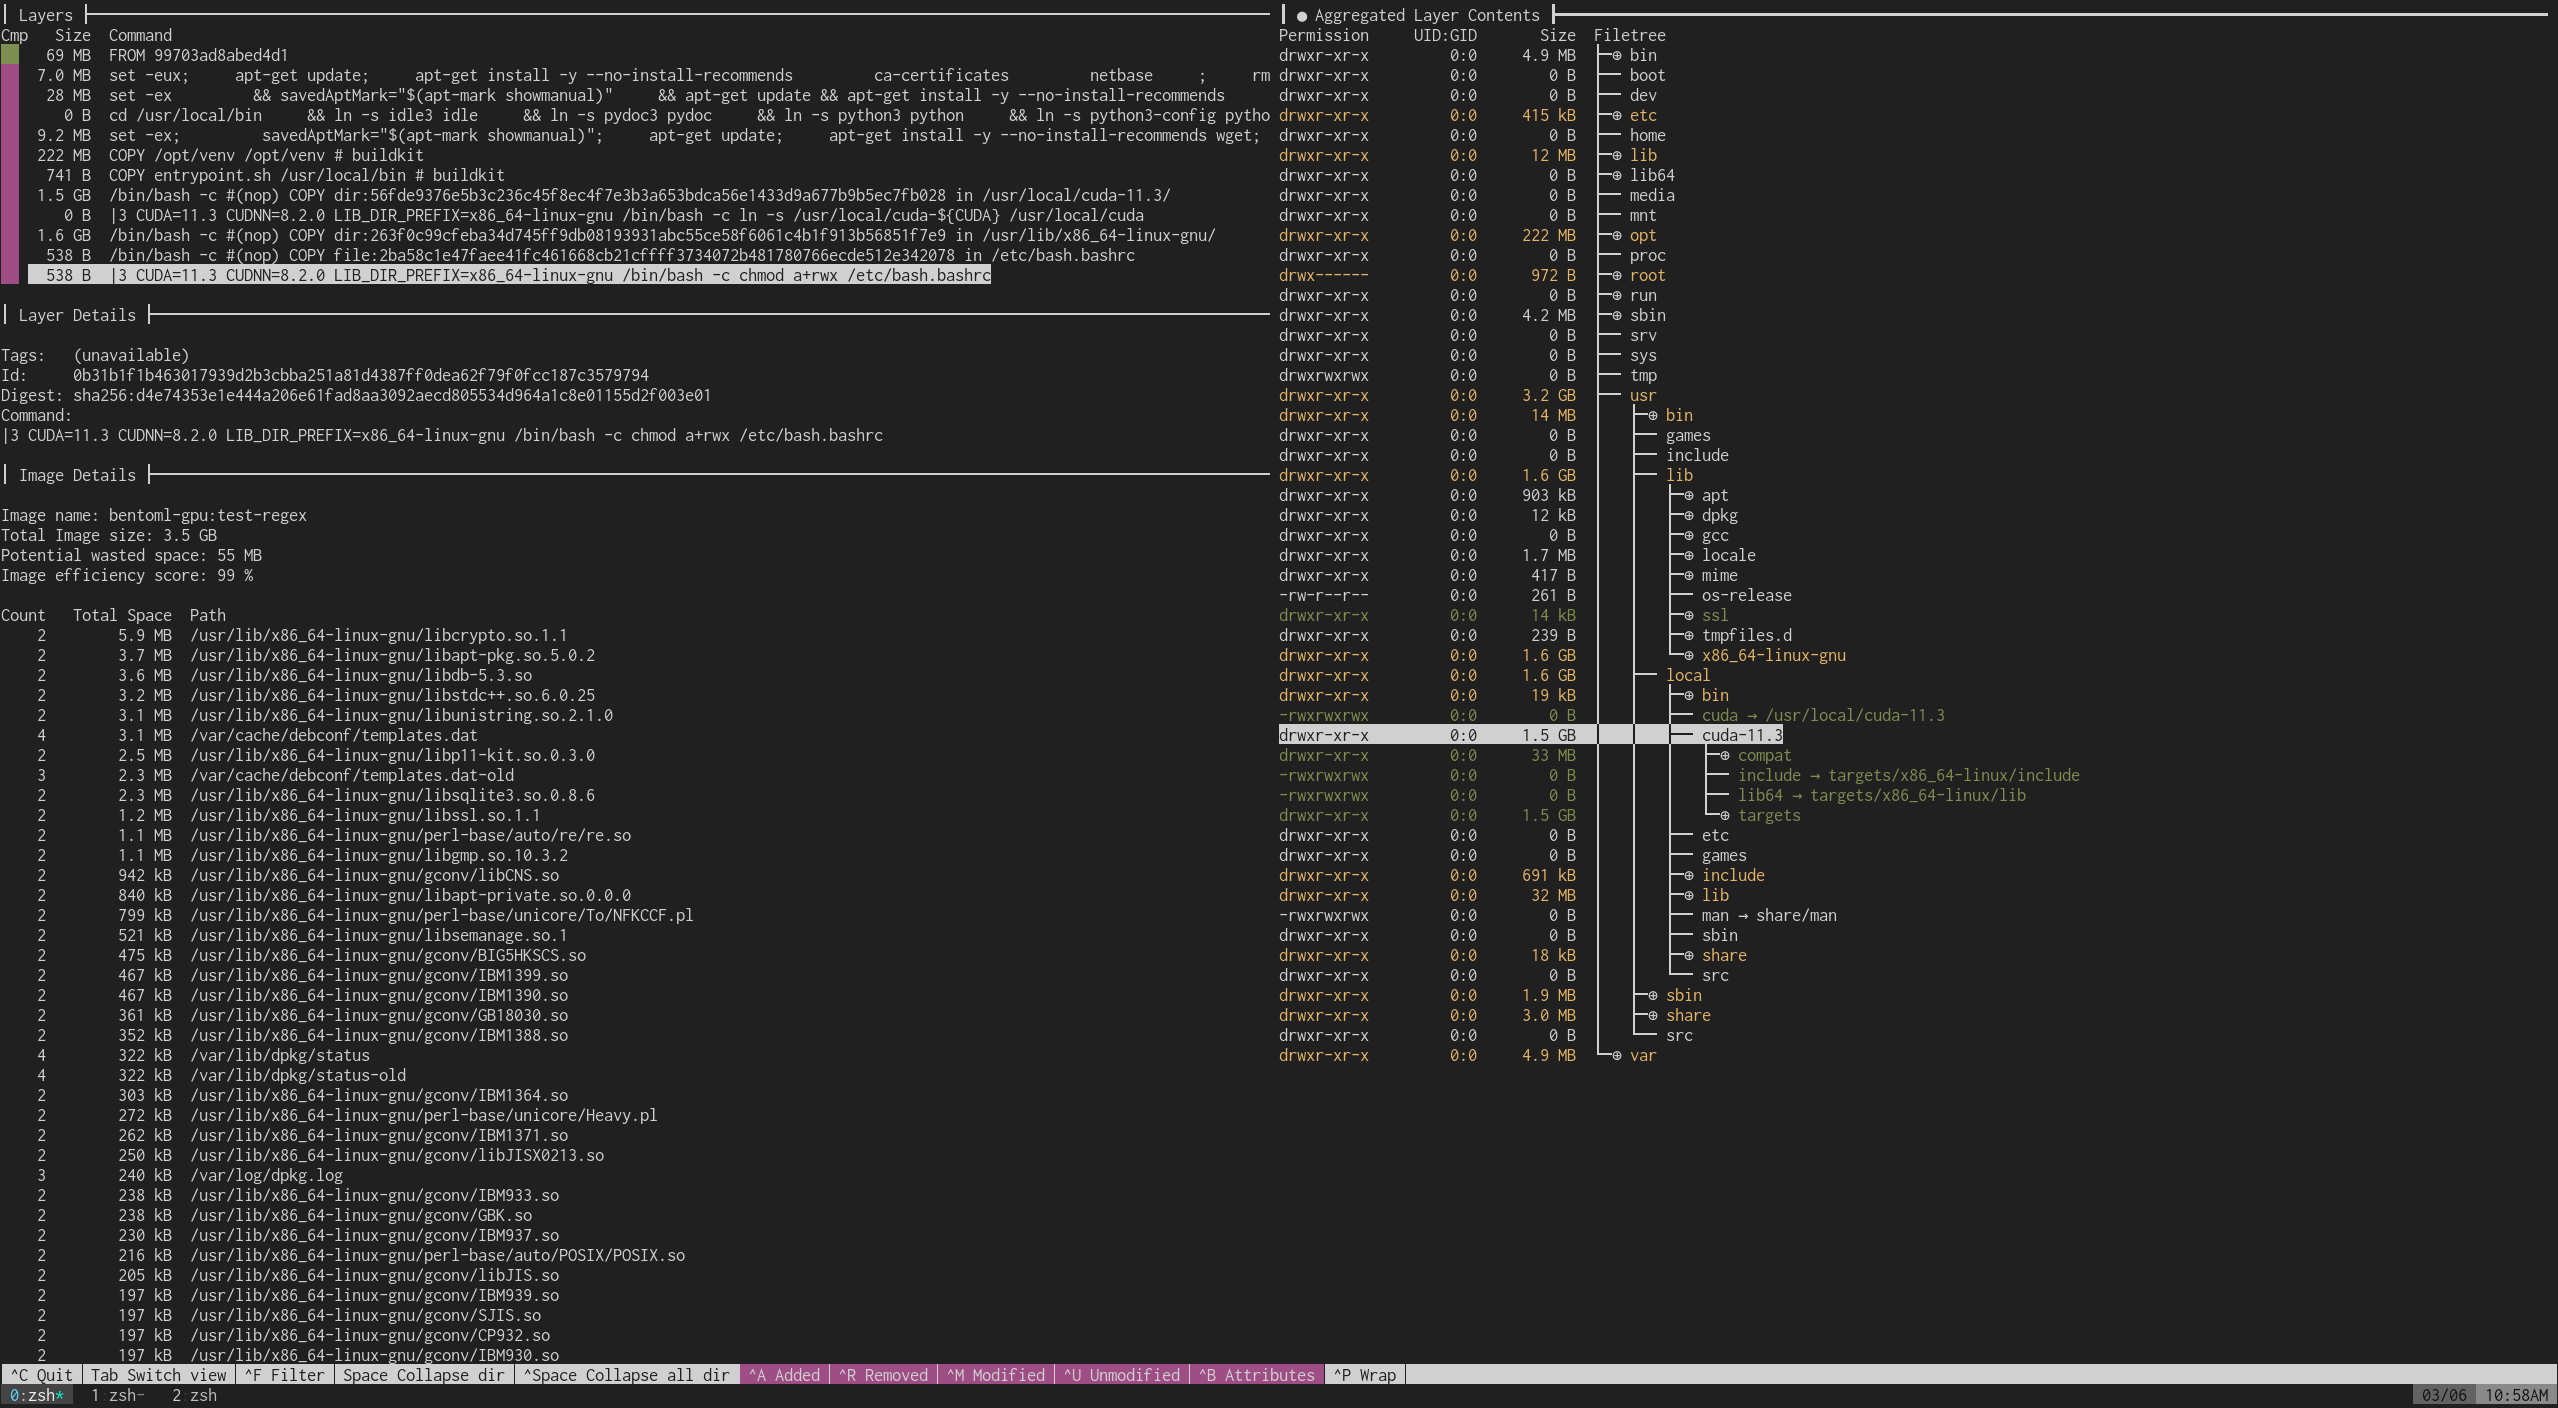 Layers
Cmp Size Command
69 MB FROM 99703ad8abed4d1
7.0 MB set -eux; apt-get update; apt-get install -y --no-install-recommends ca-certificates netbase ; rm
28 MB set -ex && savedAptMark="$(apt-mark showmanual)" && apt-get update && apt-get install -y --no-install-recommends
0 B cd /usr/local/bin && ln -s idle3 idle && ln -s pydoc3 pydoc && ln -s python3 python && ln -s python3-config pytho
9.2 MB set -ex; savedAptMark="$(apt-mark showmanual)"; apt-get update; apt-get install -y --no-install-recommends wget;
222 MB COPY /opt/venv /opt/venv # buildkit
741 B COPY entrypoint.sh /usr/local/bin # buildkit
1.5 GB /bin/bash -c #(nop) COPY dir:56fde9376e5b3c236c45f8ec4f7e3b3a653bdca56e1433d9a677b9b5ec7fb028 in /usr/local/cuda-11.3/
0 B |3 CUDA=11.3 CUDNN=8.2.0 LIB_DIR_PREFIX=x86_64-linux-gnu /bin/bash -c ln -s /usr/local/cuda-${CUDA} /usr/local/cuda
1.6 GB /bin/bash -c #(nop) COPY dir:263f0c99cfeba34d745ff9db08193931abc55ce58f6061c4b1f913b56851f7e9 in /usr/lib/x86_64-linux-gnu/
538 B /bin/bash -c #(nop) COPY file:2ba58c1e47faee41fc461668cb21cffff3734072b481780766ecde512e342078 in /etc/bash.bashrc
538 B |3 CUDA=11.3 CUDNN=8.2.0 LIB_DIR_PREFIX=x86_64-linux-gnu /bin/bash -c chmod a+rwx /etc/bash.bashrc
Layer Details
Tags: (unavailable)
Id: 0b31b1f1b463017939d2b3cbba251a81d4387ff0dea62f79f0fcc187c3579794
Digest: sha256:d4e74353e1e444a206e61fad8aa3092aecd805534d964a1c8e01155d2f003e01
Command:
|3 CUDA=11.3 CUDNN=8.2.0 LIB_DIR_PREFIX=x86_64-linux-gnu /bin/bash -c chmod a+rwx /etc/bash.bashrc
Image Details
Image name: bentoml-gpu:test-regex
Total Image size: 3.5 GB
Potential wasted space: 55 MB
Image efficiency score: 99 %
Count Total Space Path
2 5.9 MB /usr/lib/x86_64-linux-gnu/libcrypto.so.1.1
2 3.7 MB /usr/lib/x86_64-linux-gnu/libapt-pkg.so.5.0.2
2 3.6 MB /usr/lib/x86_64-linux-gnu/libdb-5.3.so
2 3.2 MB /usr/lib/x86_64-linux-gnu/libstdc++.so.6.0.25
2 3.1 MB /usr/lib/x86_64-linux-gnu/libunistring.so.2.1.0
4 3.1 MB /var/cache/debconf/templates.dat
2 2.5 MB /usr/lib/x86_64-linux-gnu/libp11-kit.so.0.3.0
3 2.3 MB /var/cache/debconf/templates.dat-old
2 2.3 MB /usr/lib/x86_64-linux-gnu/libsqlite3.so.0.8.6
2 1.2 MB /usr/lib/x86_64-linux-gnu/libssl.so.1.1
2 1.1 MB /usr/lib/x86_64-linux-gnu/perl-base/auto/re/re.so
2 1.1 MB /usr/lib/x86_64-linux-gnu/libgmp.so.10.3.2
2 942 kB /usr/lib/x86_64-linux-gnu/gconv/libCNS.so
2 840 kB /usr/lib/x86_64-linux-gnu/libapt-private.so.0.0.0
2 799 kB /usr/lib/x86_64-linux-gnu/perl-base/unicore/To/NFKCCF.pl
2 521 kB /usr/lib/x86_64-linux-gnu/libsemanage.so.1
2 475 kB /usr/lib/x86_64-linux-gnu/gconv/BIG5HKSCS.so
2 467 kB /usr/lib/x86_64-linux-gnu/gconv/IBM1399.so
2 467 kB /usr/lib/x86_64-linux-gnu/gconv/IBM1390.so
2 361 kB /usr/lib/x86_64-linux-gnu/gconv/GB18030.so
2 352 kB /usr/lib/x86_64-linux-gnu/gconv/IBM1388.so
4 322 kB /var/lib/dpkg/status
4 322 kB /var/lib/dpkg/status-old
2 303 kB /usr/lib/x86_64-linux-gnu/gconv/IBM1364.so
2 272 kB /usr/lib/x86_64-linux-gnu/perl-base/unicore/Heavy.pl
2 262 kB /usr/lib/x86_64-linux-gnu/gconv/IBM1371.so
2 250 kB /usr/lib/x86_64-linux-gnu/gconv/libJISX0213.so
3 240 kB /var/log/dpkg.log
2 238 kB /usr/lib/x86_64-linux-gnu/gconv/IBM933.so
2 238 kB /usr/lib/x86_64-linux-gnu/gconv/GBK.so
2 230 kB /usr/lib/x86_64-linux-gnu/gconv/IBM937.so
2 216 kB /usr/lib/x86_64-linux-gnu/perl-base/auto/POSIX/POSIX.so
2 205 kB /usr/lib/x86_64-linux-gnu/gconv/libJIS.so
2 197 kB /usr/lib/x86_64-linux-gnu/gconv/IBM939.so
2 197 kB /usr/lib/x86_64-linux-gnu/gconv/SJIS.so
2 197 kB /usr/lib/x86_64-linux-gnu/gconv/CP932.so
2 197 kB /usr/lib/x86_64-linux-gnu/gconv/IBM930.so
● Aggregated Layer Contents
Permission UID:GID Size Filetree
drwxr-xr-x 0:0 4.9 MB ├─⊕ bin
drwxr-xr-x 0:0 0 B ├── boot
drwxr-xr-x 0:0 0 B ├── dev
drwxr-xr-x 0:0 415 kB ├─⊕ etc
drwxr-xr-x 0:0 0 B ├── home
drwxr-xr-x 0:0 12 MB ├─⊕ lib
drwxr-xr-x 0:0 0 B ├─⊕ lib64
drwxr-xr-x 0:0 0 B ├── media
drwxr-xr-x 0:0 0 B ├── mnt
drwxr-xr-x 0:0 222 MB ├─⊕ opt
drwxr-xr-x 0:0 0 B ├── proc
drwx------ 0:0 972 B ├─⊕ root
drwxr-xr-x 0:0 0 B ├─⊕ run
drwxr-xr-x 0:0 4.2 MB ├─⊕ sbin
drwxr-xr-x 0:0 0 B ├── srv
drwxr-xr-x 0:0 0 B ├── sys
drwxrwxrwx 0:0 0 B ├── tmp
drwxr-xr-x 0:0 3.2 GB ├── usr
drwxr-xr-x 0:0 14 MB │ ├─⊕ bin
drwxr-xr-x 0:0 0 B │ ├── games
drwxr-xr-x 0:0 0 B │ ├── include
drwxr-xr-x 0:0 1.6 GB │ ├── lib
drwxr-xr-x 0:0 903 kB │ │ ├─⊕ apt
drwxr-xr-x 0:0 12 kB │ │ ├─⊕ dpkg
drwxr-xr-x 0:0 0 B │ │ ├─⊕ gcc
drwxr-xr-x 0:0 1.7 MB │ │ ├─⊕ locale
drwxr-xr-x 0:0 417 B │ │ ├─⊕ mime
-rw-r--r-- 0:0 261 B │ │ ├── os-release
drwxr-xr-x 0:0 14 kB │ │ ├─⊕ ssl
drwxr-xr-x 0:0 239 B │ │ ├─⊕ tmpfiles.d
drwxr-xr-x 0:0 1.6 GB │ │ └─⊕ x86_64-linux-gnu
drwxr-xr-x 0:0 1.6 GB │ ├── local
drwxr-xr-x 0:0 19 kB │ │ ├─⊕ bin
-rwxrwxrwx 0:0 0 B │ │ ├── cuda → /usr/local/cuda-11.3
drwxr-xr-x 0:0 1.5 GB │ │ ├── cuda-11.3
drwxr-xr-x 0:0 33 MB │ │ │ ├─⊕ compat
-rwxrwxrwx 0:0 0 B │ │ │ ├── include → targets/x86_64-linux/include
-rwxrwxrwx 0:0 0 B │ │ │ ├── lib64 → targets/x86_64-linux/lib
drwxr-xr-x 0:0 1.5 GB │ │ │ └─⊕ targets
drwxr-xr-x 0:0 0 B │ │ ├── etc
drwxr-xr-x 0:0 0 B │ │ ├── games
drwxr-xr-x 0:0 691 kB │ │ ├─⊕ include
drwxr-xr-x 0:0 32 MB │ │ ├─⊕ lib
-rwxrwxrwx 0:0 0 B │ │ ├── man → share/man
drwxr-xr-x 0:0 0 B │ │ ├── sbin
drwxr-xr-x 0:0 18 kB │ │ ├─⊕ share
drwxr-xr-x 0:0 0 B │ │ └── src
drwxr-xr-x 0:0 1.9 MB │ ├─⊕ sbin
drwxr-xr-x 0:0 3.0 MB │ ├─⊕ share
drwxr-xr-x 0:0 0 B │ └── src
drwxr-xr-x 0:0 4.9 MB └─⊕ var
^C Quit Tab Switch view ^F Filter Space Collapse dir ^Space Collapse all dir ^A Added ^R Removed ^M Modified ^U Unmodified ^B Attributes ^P Wrap
0:zsh* 1:zsh- 2:zsh 03/06 10:58AM